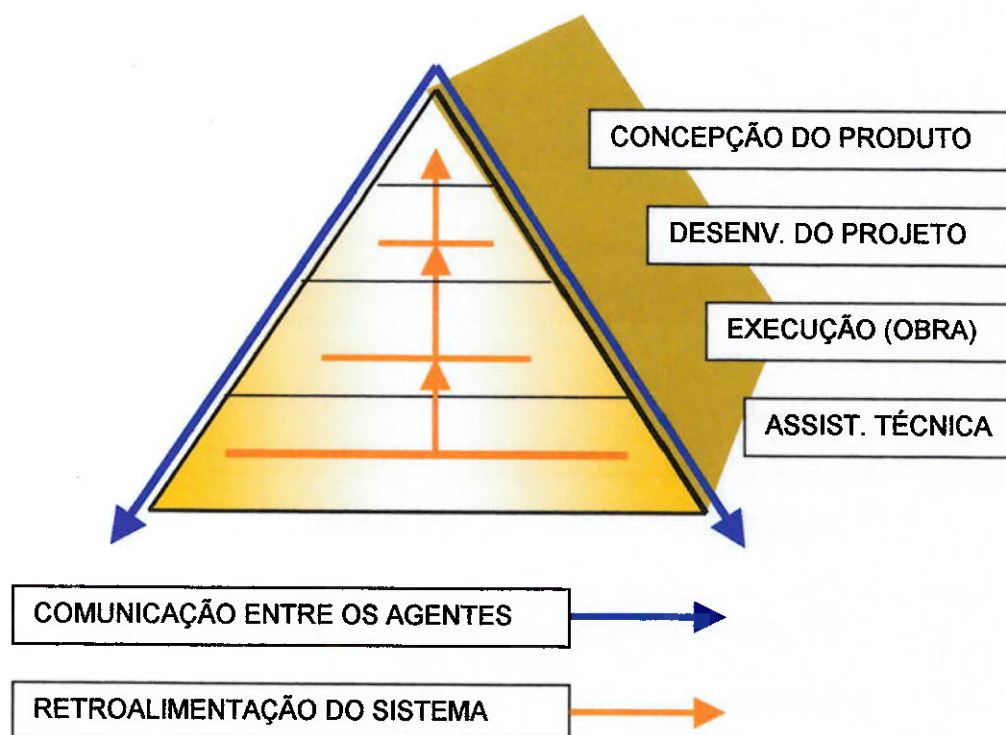 CONCEPÇÃO DO PRODUTO
DESENV. DO PROJETO
EXECUÇÃO (OBRA)
ASSIST. TÉCNICA
COMUNICAÇÃO ENTRE OS AGENTES
RETROALIMENTAÇÃO DO SISTEMA